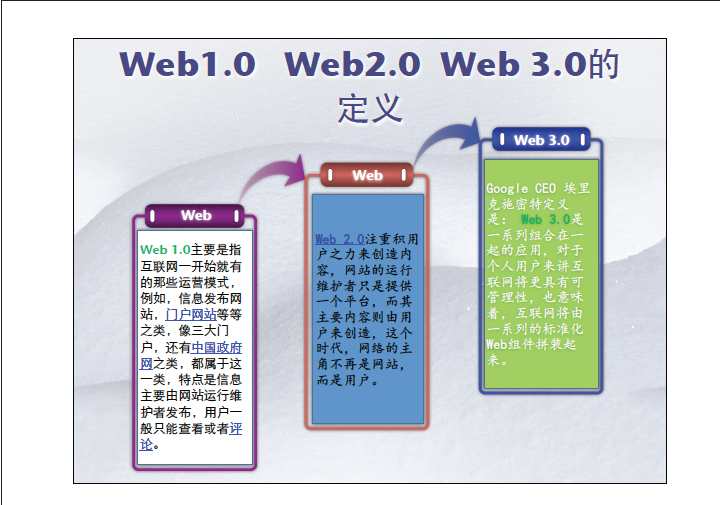 Web1.0 Web2.0 Web 3.0的
定义
Web
Web 1.0主要是指
互联网一开始就有
的那些运营模式，
例如，信息发布网
站，门户网站等等
之类，像三大门
户，还有中国政府
网之类，都属于这
一类，特点是信息
主要由网站运行维
护者发布，用户一
般只能查看或者评
论。
Web
Web 2.0注重积用
户之力来创造内
容，网站的运行
维护者只是提供
一个平台，而其
主要内容则由用
户来创造，这个
时代，网络的主
角不再是网站，
而是用户。
Web 3.0
Google CEO 埃里
克施密特定义
是： Web 3.0是
一系列组合在一
起的应用，对于
个人用户来讲互
联网将更具有可
管理性，也意味
着，互联网将由
一系列的标准化
Web组件拼装起
来。